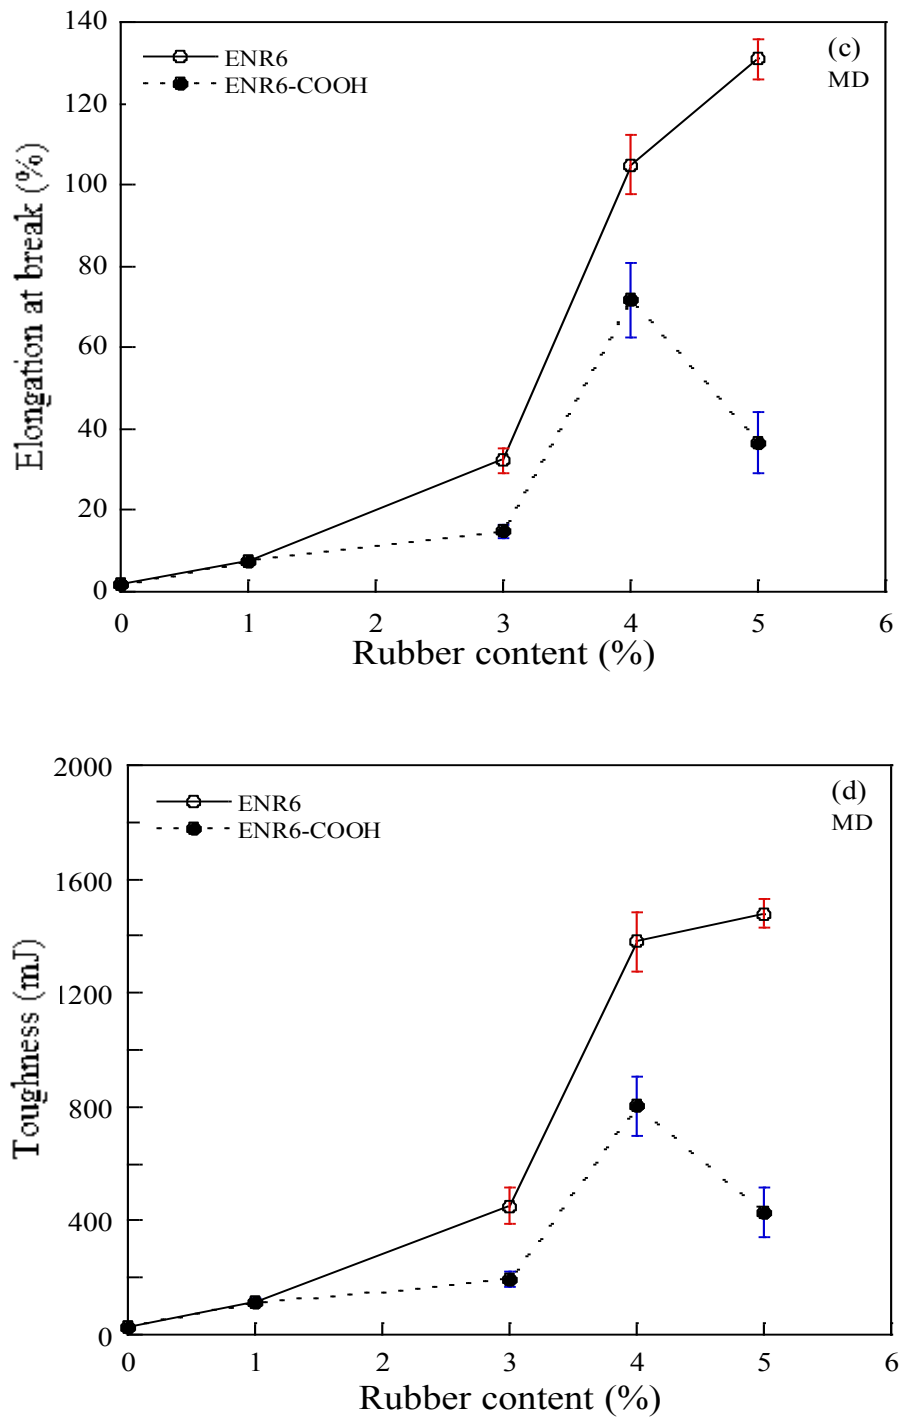 140
(c)
ENR6
MD
ENR6-COOH
120
100
80
60
40
20
0
Elongation at break (%)
0 1 2 3 4 5 6
Rubber content (%)
2000
(d)
ENR6
MD
ENR6-COOH
1600
1200
800
400
0
Toughness (mJ)
0 1 2 3 4 5 6
Rubber content (%)